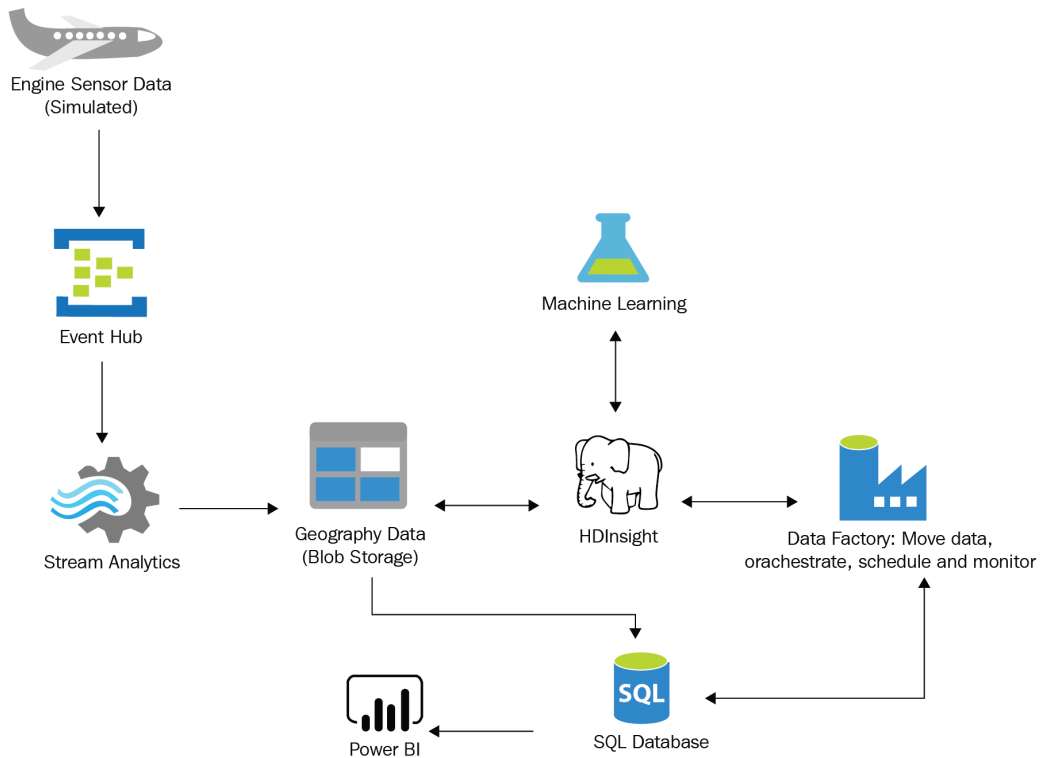 Engine Sensor Data
(Simulated)
Event Hub
Machine Learning
Stream Analytics
Geography Data
(Blob Storage)
HDInsight
Data Factory: Move data,
orachestrate, schedule and monitor
SQL
SQL Database
Power BI